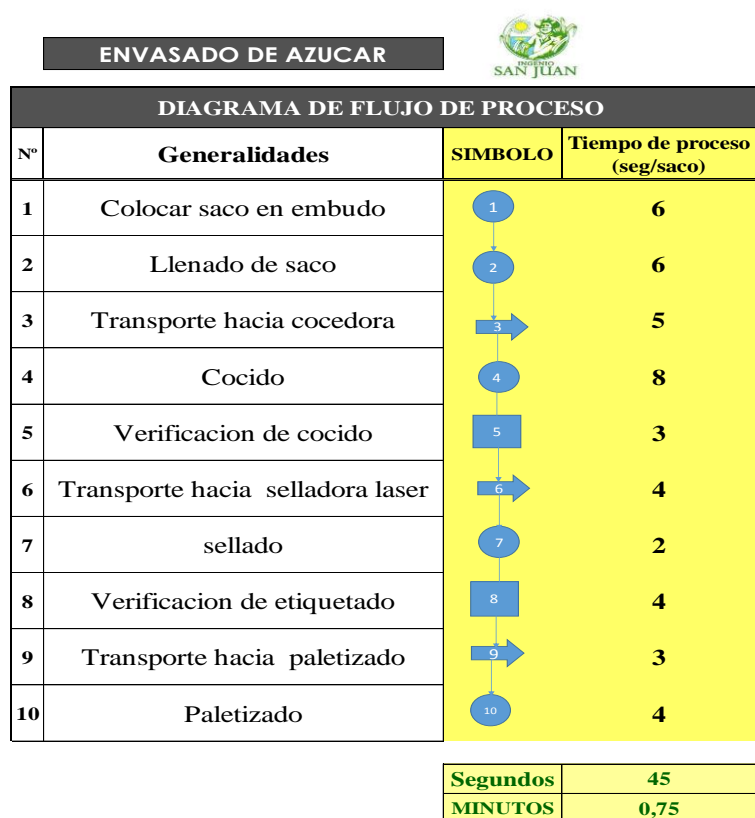 ENVASADO DE AZUCAR
INGENIO
SAN JUAN
DIAGRAMA DE FLUJO DE PROCESO
Nº Generalidades SIMBOLO Tiempo de proceso
(seg/saco)
1 Colocar saco en embudo 1 6
2 Llenado de saco 2 6
3 Transporte hacia cocedora 3 5
4 Cocido 4 8
5 Verificacion de cocido 5 3
6 Transporte hacia selladora laser 6 4
7 sellado 7 2
8 Verificacion de etiquetado 8 4
9 Transporte hacia paletizado 9 3
10 Paletizado 10 4
Segundos 45
MINUTOS 0,75